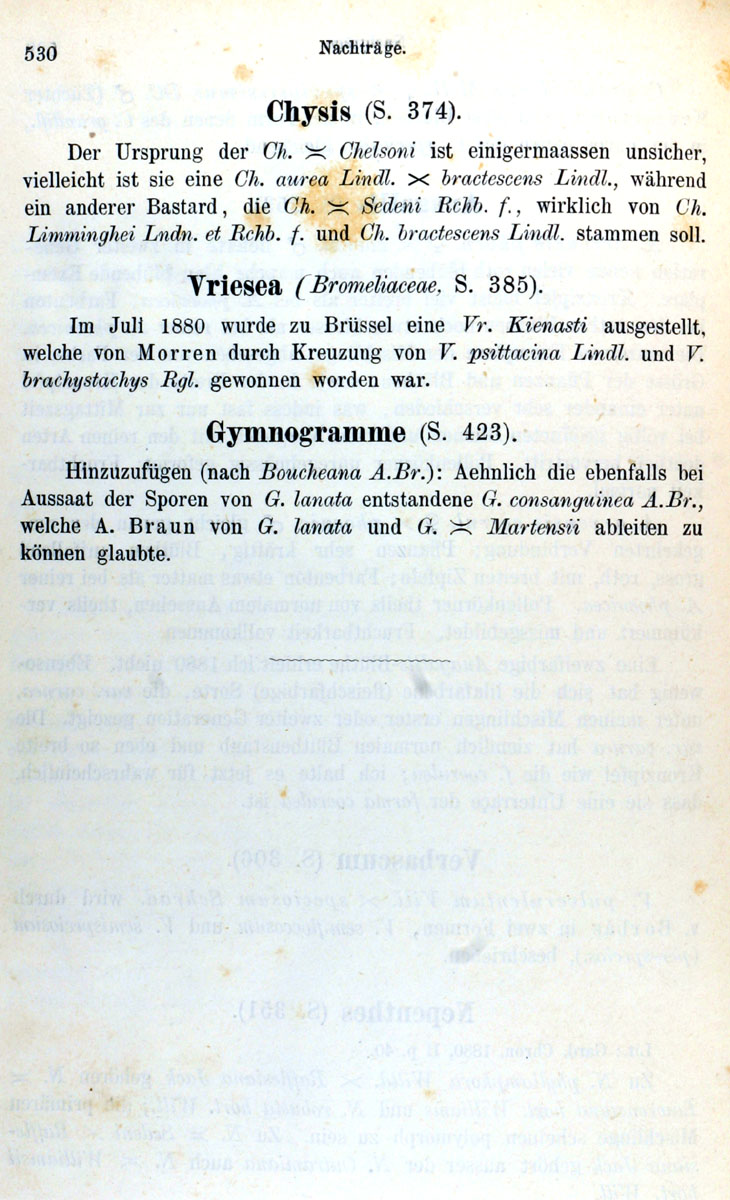 530
Nachträge.
Chysis (S. 374).
Der Ursprung der Ch. ⪥ Chelsoni ist einigermaassen unsicher,
vielleicht ist sie eine Ch. aurea Lindl. × bractescens Lindl., während
ein anderer Bastard, die Ch. ⪥ Sedeni Rchb. f., wirklich von Ch.
Limminghei Lndn. et Rchb. f. und Ch. bractescens Lindl. stammen soll.
Vriesea (Bromeliaceae, S. 385).
Im Juli 1880 wurde zu Brüssel eine Vr. Kienasti ausgestellt,
welche von Morren durch Kreuzung von V. psittacina Lindl. und V.
brachystachys Rgl. gewonnen worden war.
Gymnogramme (S. 423).
Hinzuzufügen (nach Boucheana A.Br.): Aehnlich die ebenfalls bei
Aussaat der Sporen von G. lanata entstandene G. consanguinea A.Br.,
welche A. Braun von G. lanata und G. ⪥ Martensii ableiten zu
können glaubte.